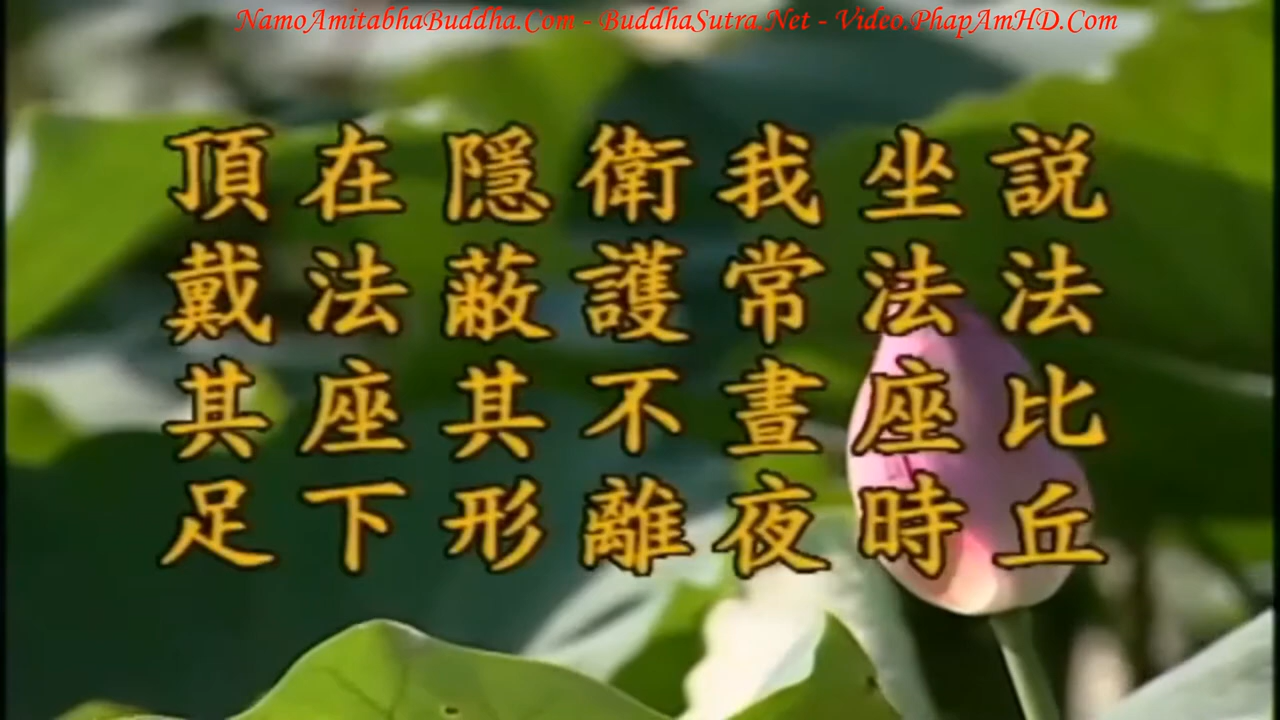 NamoAmitabhaBuddha.Com - BuddhaSutra.Net - Video.PhapAmHD.Com
説法比丘
坐法座時
我常晝夜
衛護不離
隱蔽其形
在法座下
頂戴其足